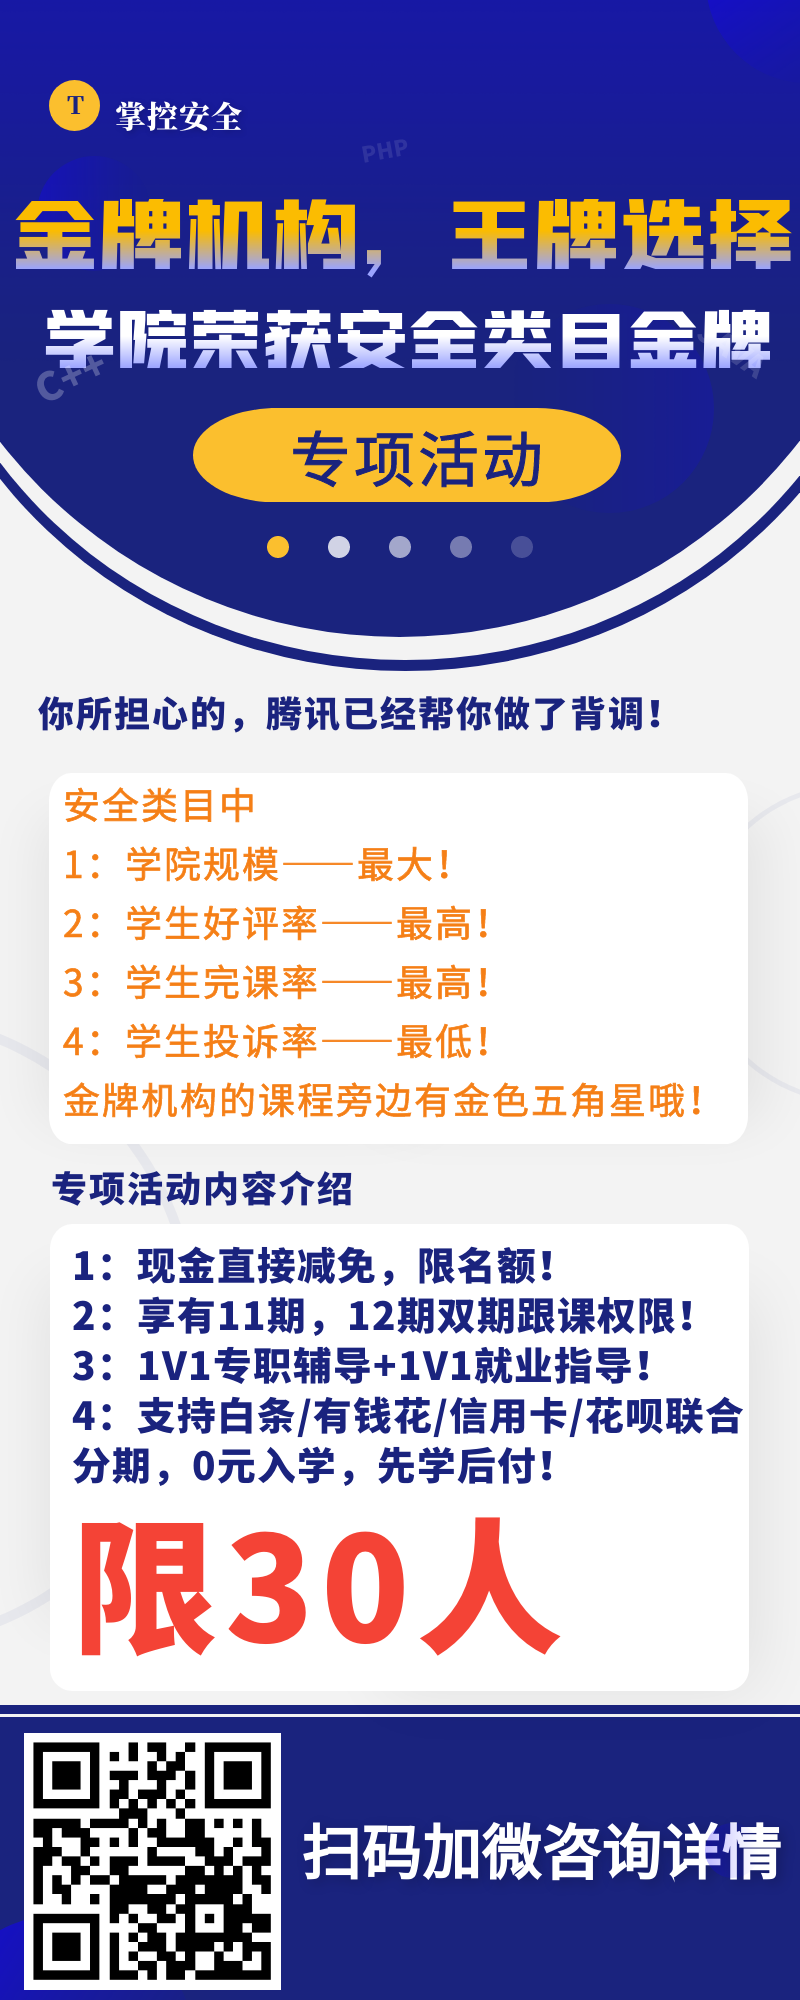 T 掌控安全
PHP
金牌机构，王牌选择
学院荣获安全类目金牌
C++
专项活动
你所担心的，腾讯已经帮你做了背调！
安全类目中
1：学院规模——最大！
2：学生好评率——最高！
3：学生完课率——最高！
4：学生投诉率——最低！
金牌机构的课程旁边有金色五角星哦！
专项活动内容介绍
1：现金直接减免，限名额！
2：享有11期，12期双期跟课权限！
3：1V1专职辅导+1V1就业指导！
4：支持白条/有钱花/信用卡/花呗联合
分期，0元入学，先学后付！
限30人
扫码加微咨询详情